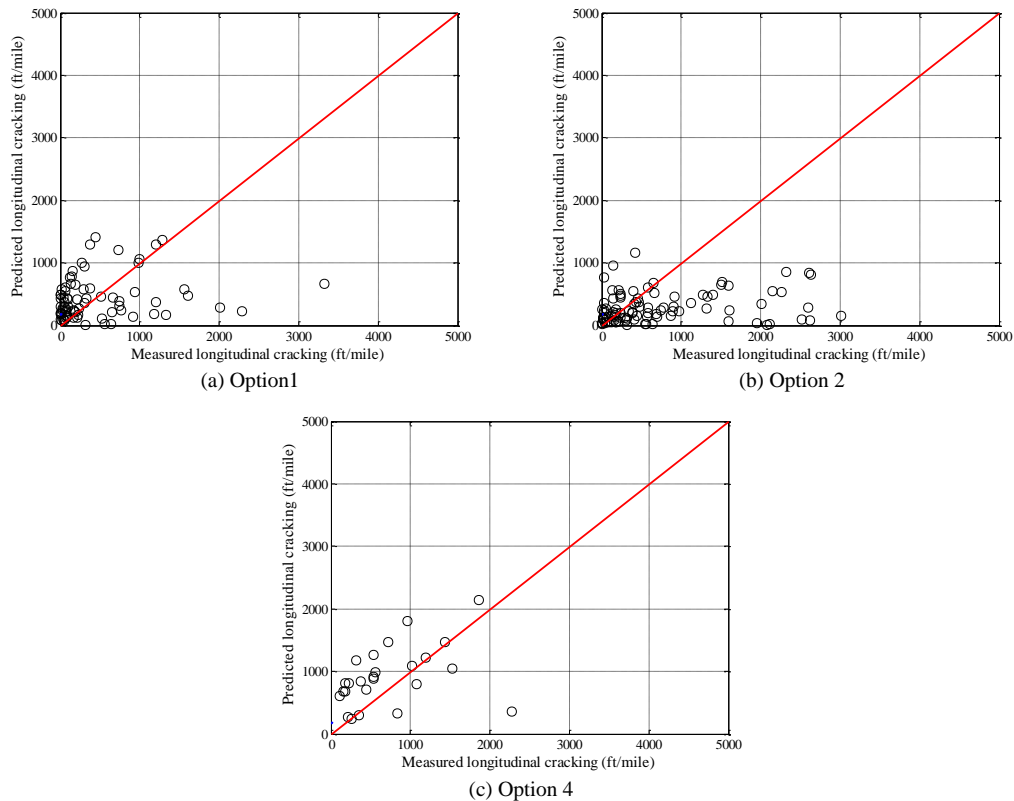 5000
4000
3000
2000
1000
0
Predicted longitudinal cracking (ft/mile)
0 1000 2000 3000 4000 5000
Measured longitudinal cracking (ft/mile)
(a) Option1
5000
4000
3000
2000
1000
0
Predicted longitudinal cracking (ft/mile)
0 1000 2000 3000 4000 5000
Measured longitudinal cracking (ft/mile)
(b) Option 2
5000
4000
3000
2000
1000
0
Predicted longitudinal cracking (ft/mile)
0 1000 2000 3000 4000 5000
Measured longitudinal cracking (ft/mile)
(c) Option 4